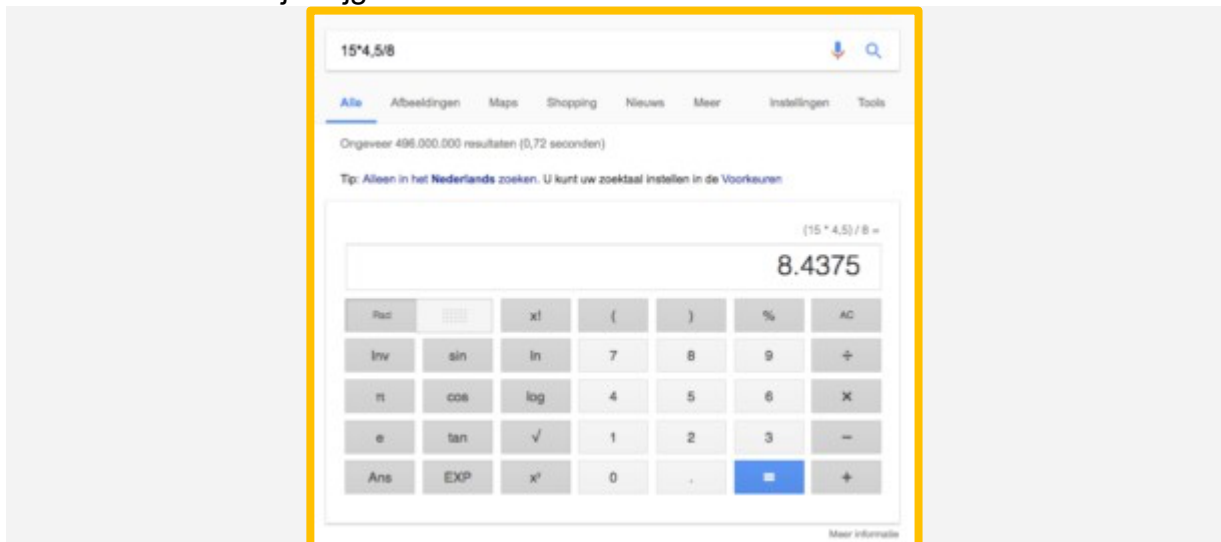 15*4,5/8
Alle Afbeeldingen Maps Shopping Nieuws Meer Instellingen Tools
Ongeveer 496.000.000 resultaten (0,72 seconden)
Tip: Alleen in het Nederlands zoeken. U kunt uw zoektaal instellen in de Voorkeuren
(15 * 4,5) / 8 =
8.4375
Rad x! ( ) % AC
Inv sin ln 7 8 9 ÷
π cos log 4 5 6 ×
e tan √ 1 2 3 −
Ans EXP xʸ 0 . = +
Meer informatie